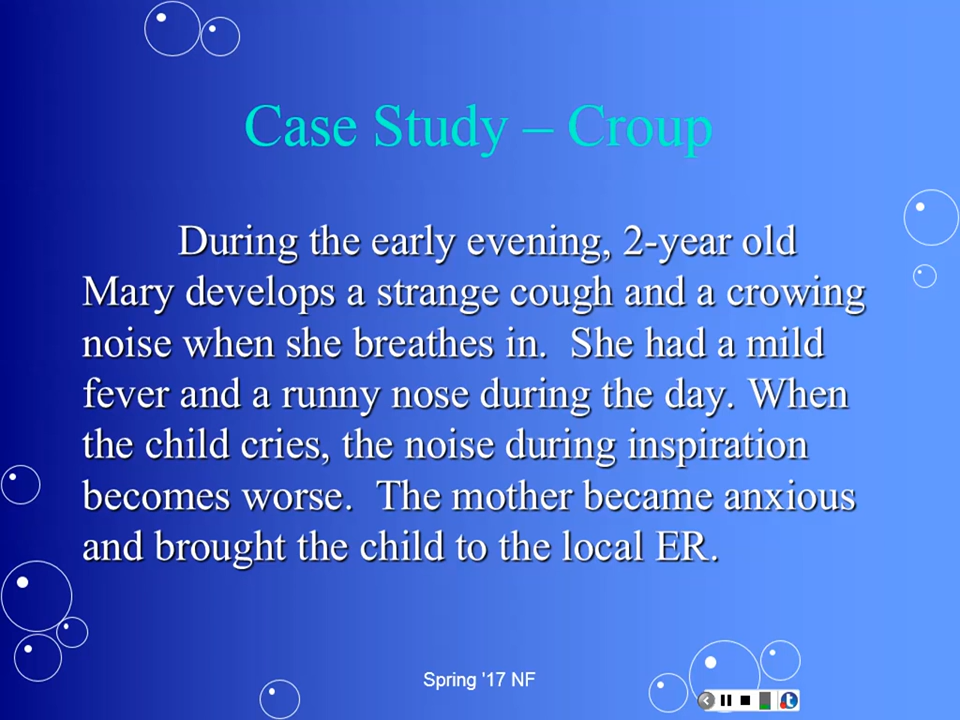 Case Study – Croup
During the early evening, 2-year old
Mary develops a strange cough and a crowing
noise when she breathes in.  She had a mild
fever and a runny nose during the day. When
the child cries, the noise during inspiration
becomes worse.  The mother became anxious
and brought the child to the local ER.
Spring '17 NF
t